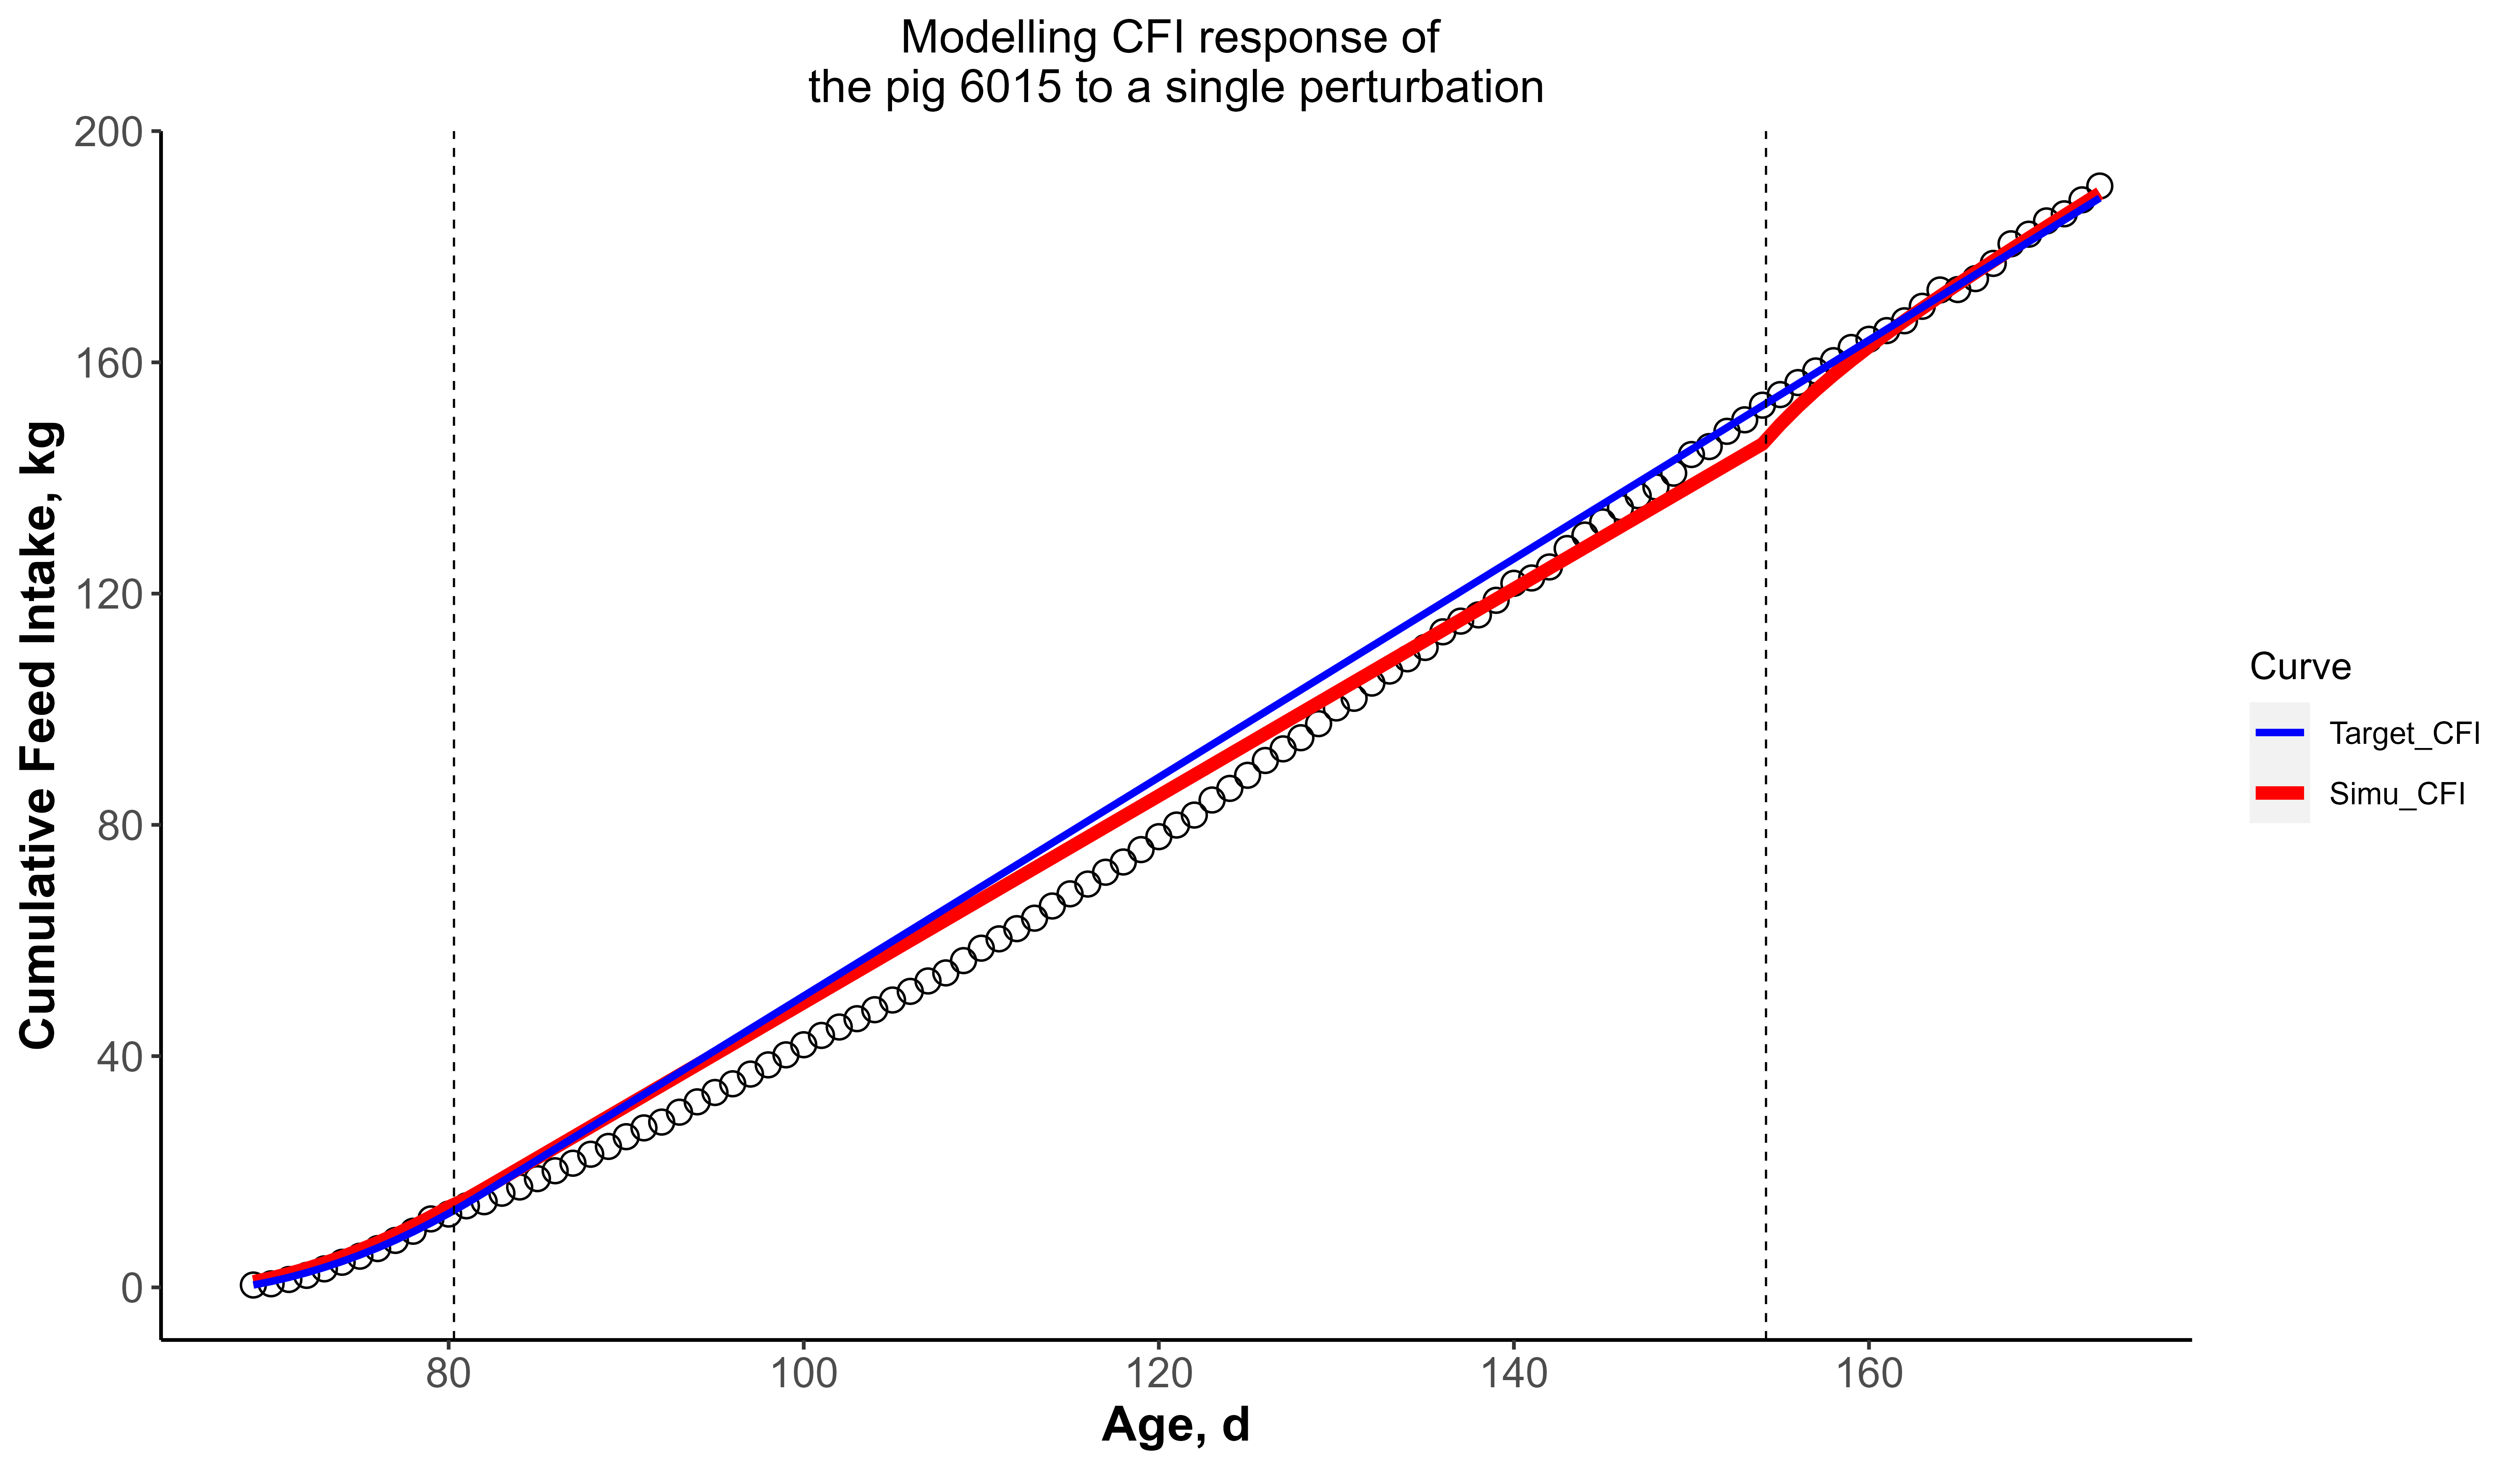 Modelling CFI response of
the pig 6015 to a single perturbation
200
160
120
80
40
0
Cumulative Feed Intake, kg
80
100
120
140
160
Age, d
Curve
Target_CFI
Simu_CFI